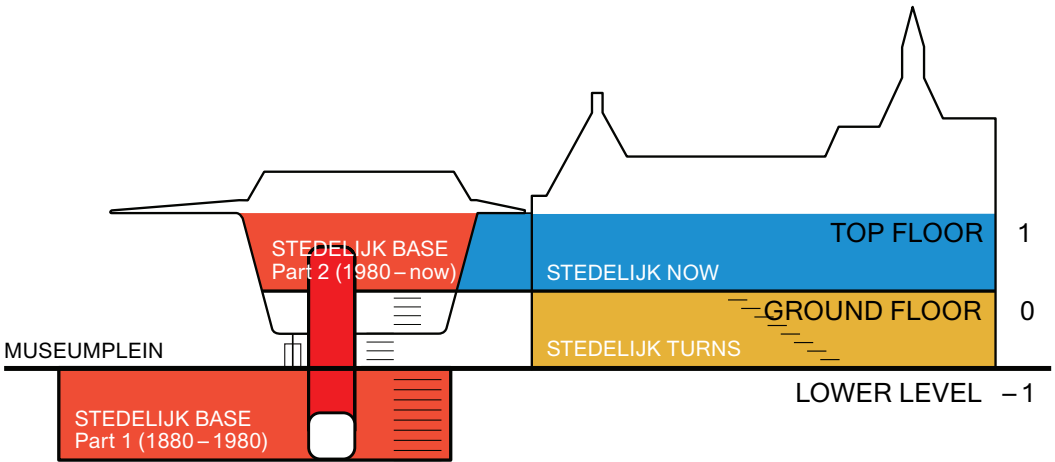 STEDELIJK BASE
Part 2 (1980 – now)
TOP FLOOR 1
STEDELIJK NOW
GROUND FLOOR 0
STEDELIJK TURNS
MUSEUMPLEIN
LOWER LEVEL – 1
STEDELIJK BASE
Part 1 (1880 – 1980)